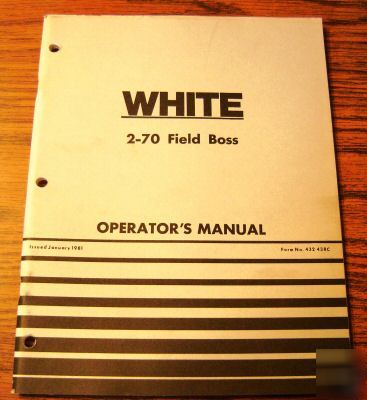 WHITE
2-70 Field Boss
OPERATOR'S MANUAL
Issued January 1981
Form No. 432 438C